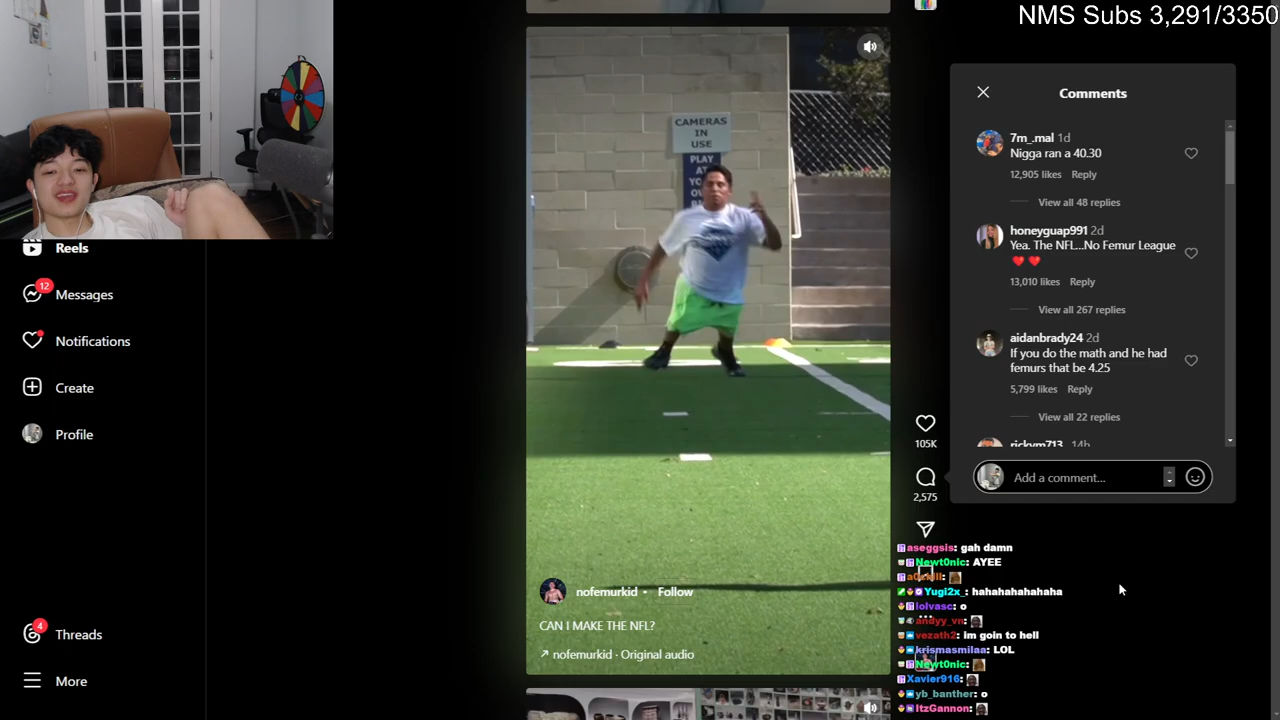 NMS Subs 3,291/3350
CAMERAS
IN
USE
PLAY
AT
Comments
7m_.mal 1d
Nigga ran a 40.30
12,905 likes Reply
View all 48 replies
honeyguap991 2d
Yea. The NFL...No Femur League
❤️❤️
13,010 likes Reply
View all 267 replies
aidanbrady24 2d
If you do the math and he had
femurs that be 4.25
5,799 likes Reply
View all 22 replies
rickym713 14h
Add a comment...
105K
2,575
Reels
12
Messages
Notifications
Create
Profile
4
Threads
More
nofemurkid • Follow
CAN I MAKE THE NFL?
nofemurkid · Original audio
aseggsis: gah damn
Newt0nic: AYEE
Yugi2x_: hahahahahahaha
lolvasc: o
andyy_vn:
vezath2: im goin to hell
krismasmilaa: LOL
Newt0nic:
Xavier916:
yb_banther: o
ItzGannon: